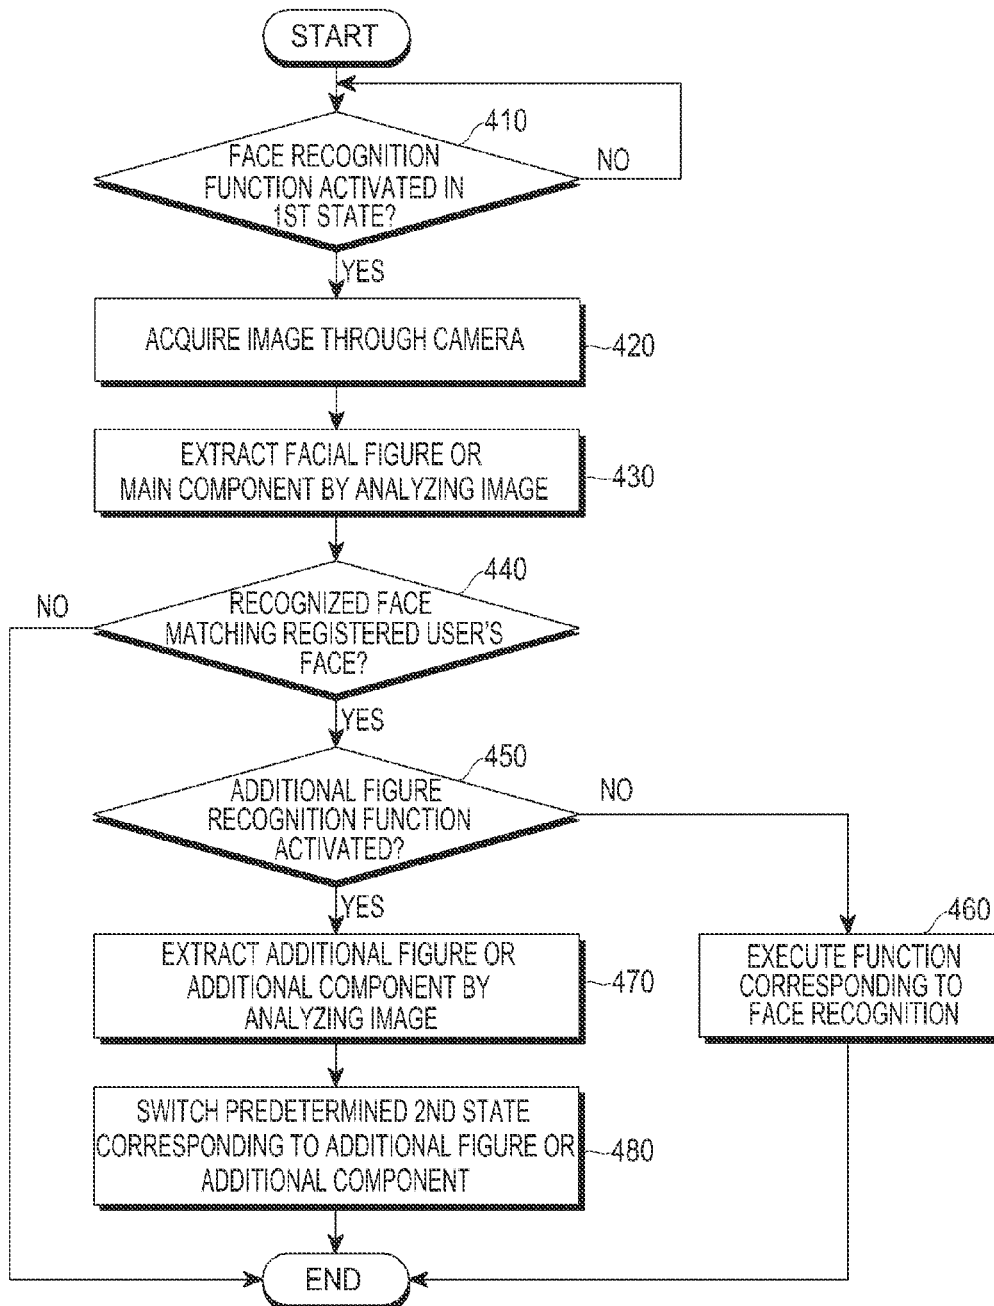 START
410
FACE RECOGNITION
FUNCTION ACTIVATED IN
1ST STATE?
NO
YES
ACQUIRE IMAGE THROUGH CAMERA
420
EXTRACT FACIAL FIGURE OR
MAIN COMPONENT BY ANALYZING IMAGE
430
440
NO
RECOGNIZED FACE
MATCHING REGISTERED USER'S
FACE?
YES
450
ADDITIONAL FIGURE
RECOGNITION FUNCTION
ACTIVATED?
NO
YES
460
EXECUTE FUNCTION
CORRESPONDING TO
FACE RECOGNITION
EXTRACT ADDITIONAL FIGURE OR
ADDITIONAL COMPONENT BY
ANALYZING IMAGE
470
SWITCH PREDETERMINED 2ND STATE
CORRESPONDING TO ADDITIONAL FIGURE OR
ADDITIONAL COMPONENT
480
END